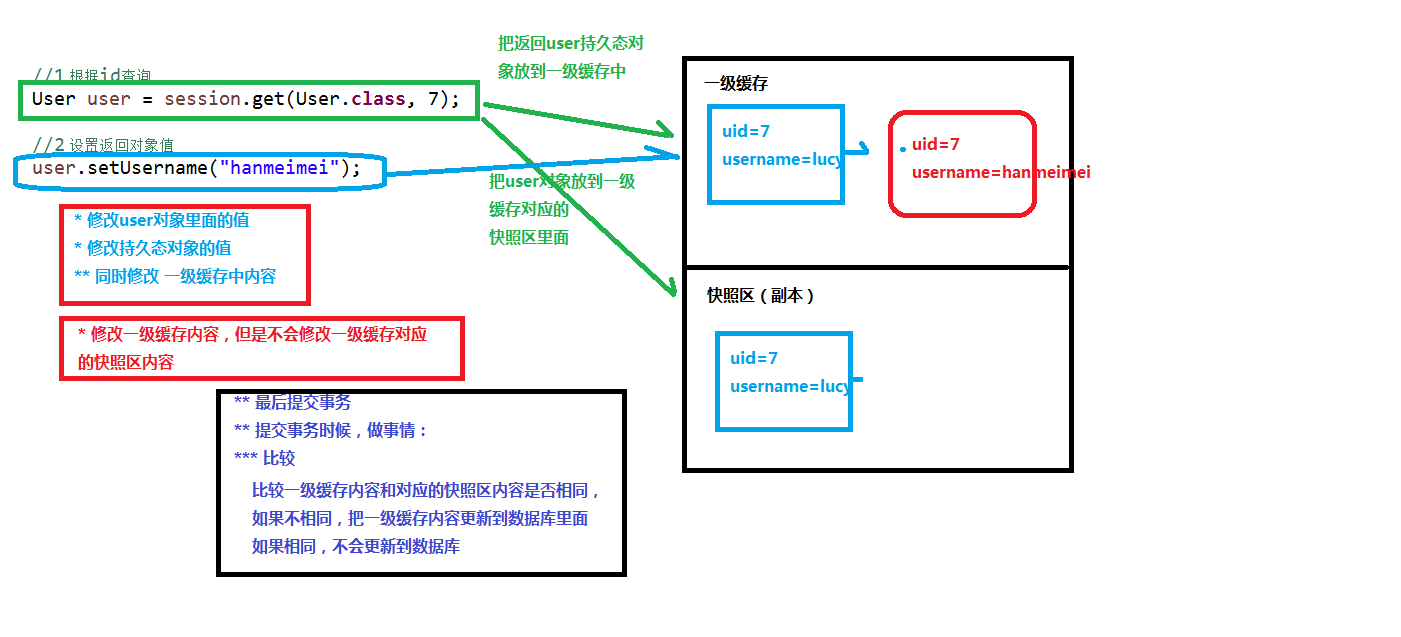 //1 根据id查询
User user = session.get(User.class, 7);
//2 设置返回对象值
user.setUsername("hanmeimei");
* 修改user对象里面的值
* 修改持久态对象的值
** 同时修改 一级缓存中内容
* 修改一级缓存内容，但是不会修改一级缓存对应
的快照区内容
** 最后提交事务
** 提交事务时候，做事情：
*** 比较
比较一级缓存内容和对应的快照区内容是否相同，
如果不相同，把一级缓存内容更新到数据库里面
如果相同，不会更新到数据库
把返回user持久态对
象放到一级缓存中
把user对象放到一级
缓存对应的
快照区里面
一级缓存
uid=7
username=lucy
uid=7
username=hanmeimei
快照区（副本）
uid=7
username=lucy